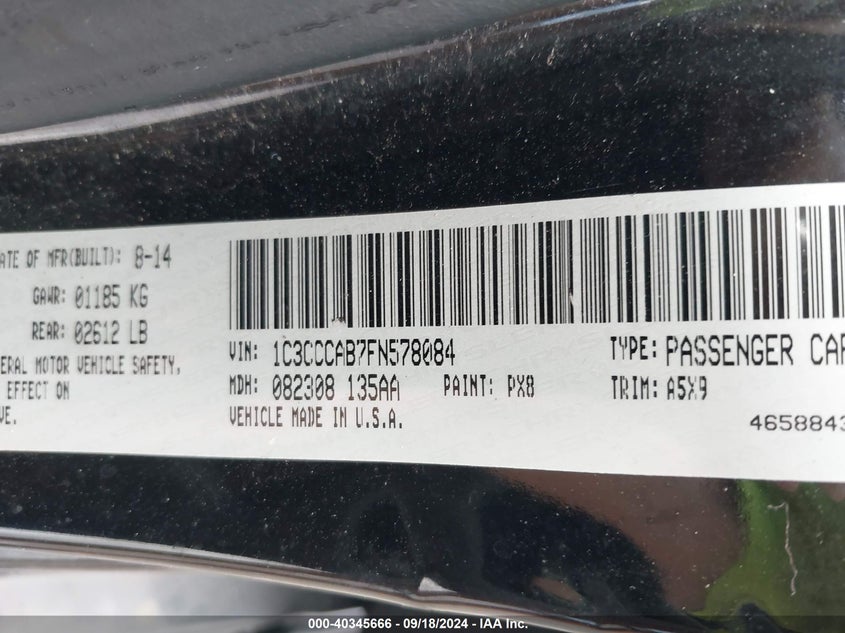 ATE OF MFR(BUILT): 8-14
GAWR: 01185 KG
REAR: 02612 LB
ERAL MOTOR VEHICLE SAFETY,
EFFECT ON
VE.
VIN: 1C3CCCAB7FN578084
MDH: 082308 135AA PAINT: PX8
VEHICLE MADE IN U.S.A.
TYPE: PASSENGER CAR
TRIM: A5X9
4658843
000-40345666 - 09/18/2024 - IAA Inc.